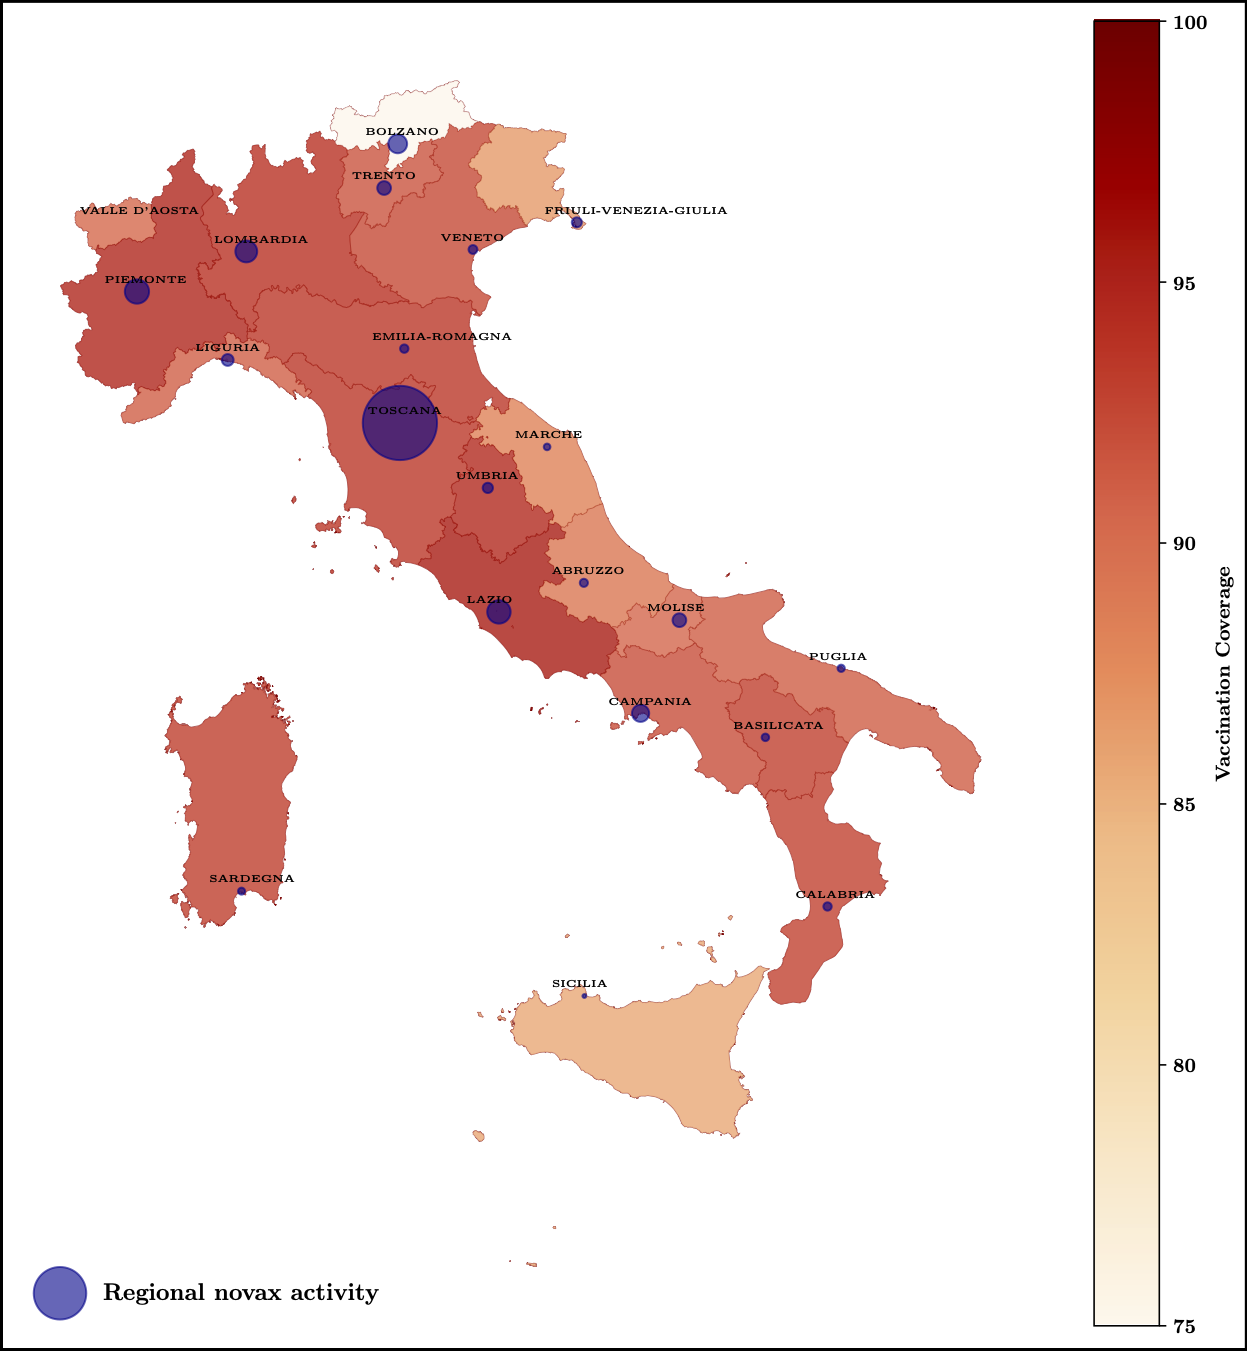 100
BOLZANO
TRENTO
VALLE D'AOSTA
FRIULI-VENEZIA-GIULIA
LOMBARDIA
VENETO
PIEMONTE
95
EMILIA-ROMAGNA
LIGURIA
TOSCANA
MARCHE
UMBRIA
90
ABRUZZO
LAZIO
MOLISE
PUGLIA
Vaccination Coverage
CAMPANIA
BASILICATA
85
SARDEGNA
CALABRIA
SICILIA
80
Regional novax activity
75